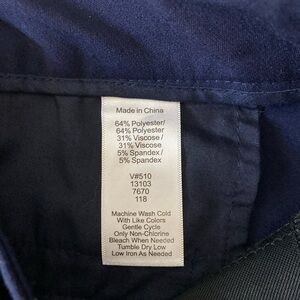 Made in China
64% Polyester/
64% Polyester
31% Viscose /
31% Viscose
5% Spandex /
5% Spandex
V#510
13103
7670
118
Machine Wash Cold
With Like Colors
Gentle Cycle
Only Non-Chlorine
Bleach When Needed
Tumble Dry Low
Low Iron As Needed